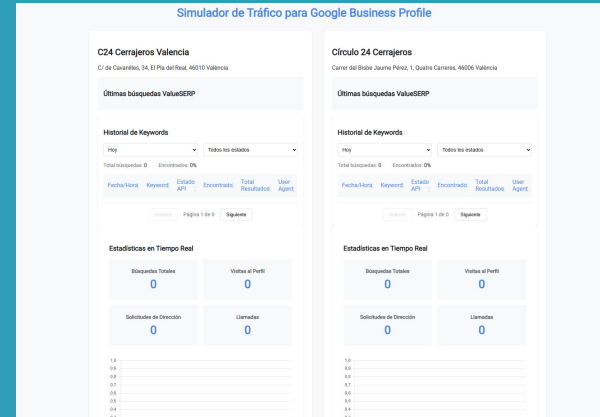 Simulador de Tráfico para Google Business Profile
C24 Cerrajeros Valencia
C/ de Cavanilles, 34, El Pla del Real, 46010 València
Últimas búsquedas ValueSERP
Historial de Keywords
Hoy
Todos los estados
Total búsquedas: 0 Encontrados: 0%
Fecha/Hora Keyword Estado API Encontrado Total Resultados User Agent
Anterior Página 1 de 0 Siguiente
Estadísticas en Tiempo Real
Búsquedas Totales
0
Visitas al Perfil
0
Solicitudes de Dirección
0
Llamadas
0
1,0
0,9
0,8
0,7
0,6
0,5
0,4
Círculo 24 Cerrajeros
Carrer del Bisbe Jaume Pérez, 1, Quatre Carreres, 46006 València
Últimas búsquedas ValueSERP
Historial de Keywords
Hoy
Todos los estados
Total búsquedas: 0 Encontrados: 0%
Fecha/Hora Keyword Estado API Encontrado Total Resultados User Agent
Anterior Página 1 de 0 Siguiente
Estadísticas en Tiempo Real
Búsquedas Totales
0
Visitas al Perfil
0
Solicitudes de Dirección
0
Llamadas
0
1,0
0,9
0,8
0,7
0,6
0,5
0,4